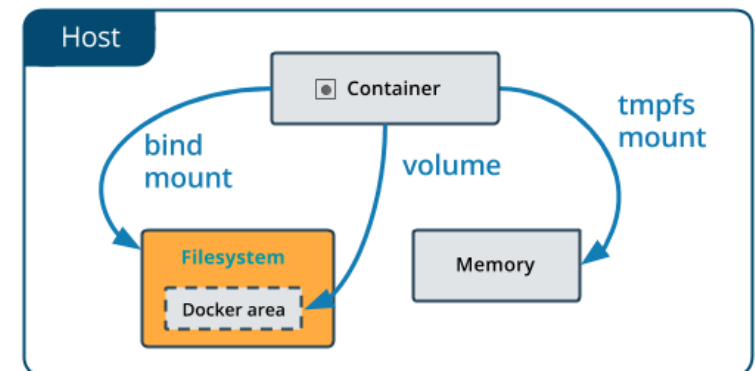 Host
Container
bind
mount
volume
tmpfs
mount
Filesystem
Docker area
Memory